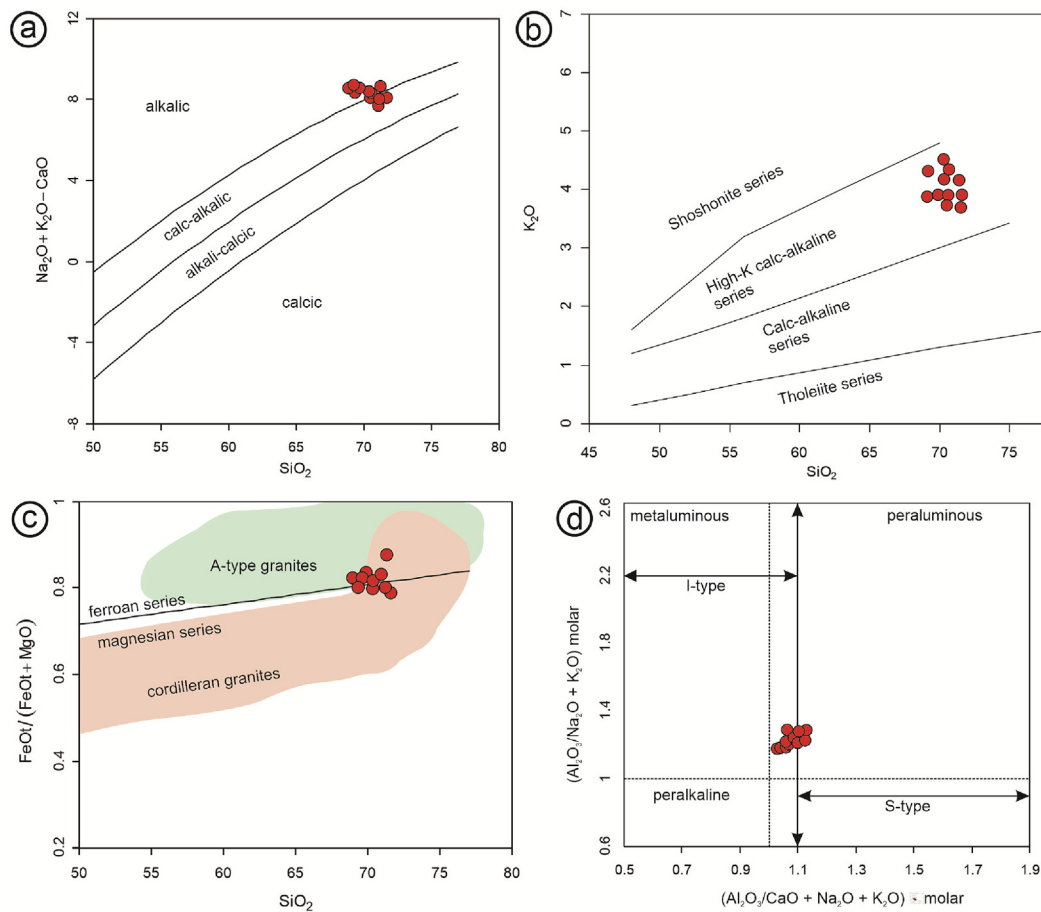 a
Na₂O + K₂O – CaO
12
8
4
0
-4
-8
alkalic
calc-alkalic
alkali-calcic
calcic
50
55
60
65
70
75
80
SiO₂
b
K₂O
7
6
5
4
3
2
1
0
Shoshonite series
High-K calc-alkaline
series
Calc-alkaline
series
Tholeiite series
45
50
55
60
65
70
75
SiO₂
c
FeOt/(FeOt + MgO)
1
0.8
0.6
0.4
0.2
A-type granites
ferroan series
magnesian series
cordilleran granites
50
55
60
65
70
75
80
SiO₂
d
(Al₂O₃/Na₂O + K₂O) molar
2.6
2.2
1.8
1.4
1
0.6
metaluminous
peraluminous
I-type
peralkaline
S-type
0.5
0.7
0.9
1.1
1.3
1.5
1.7
1.9
(Al₂O₃/CaO + Na₂O + K₂O) - molar